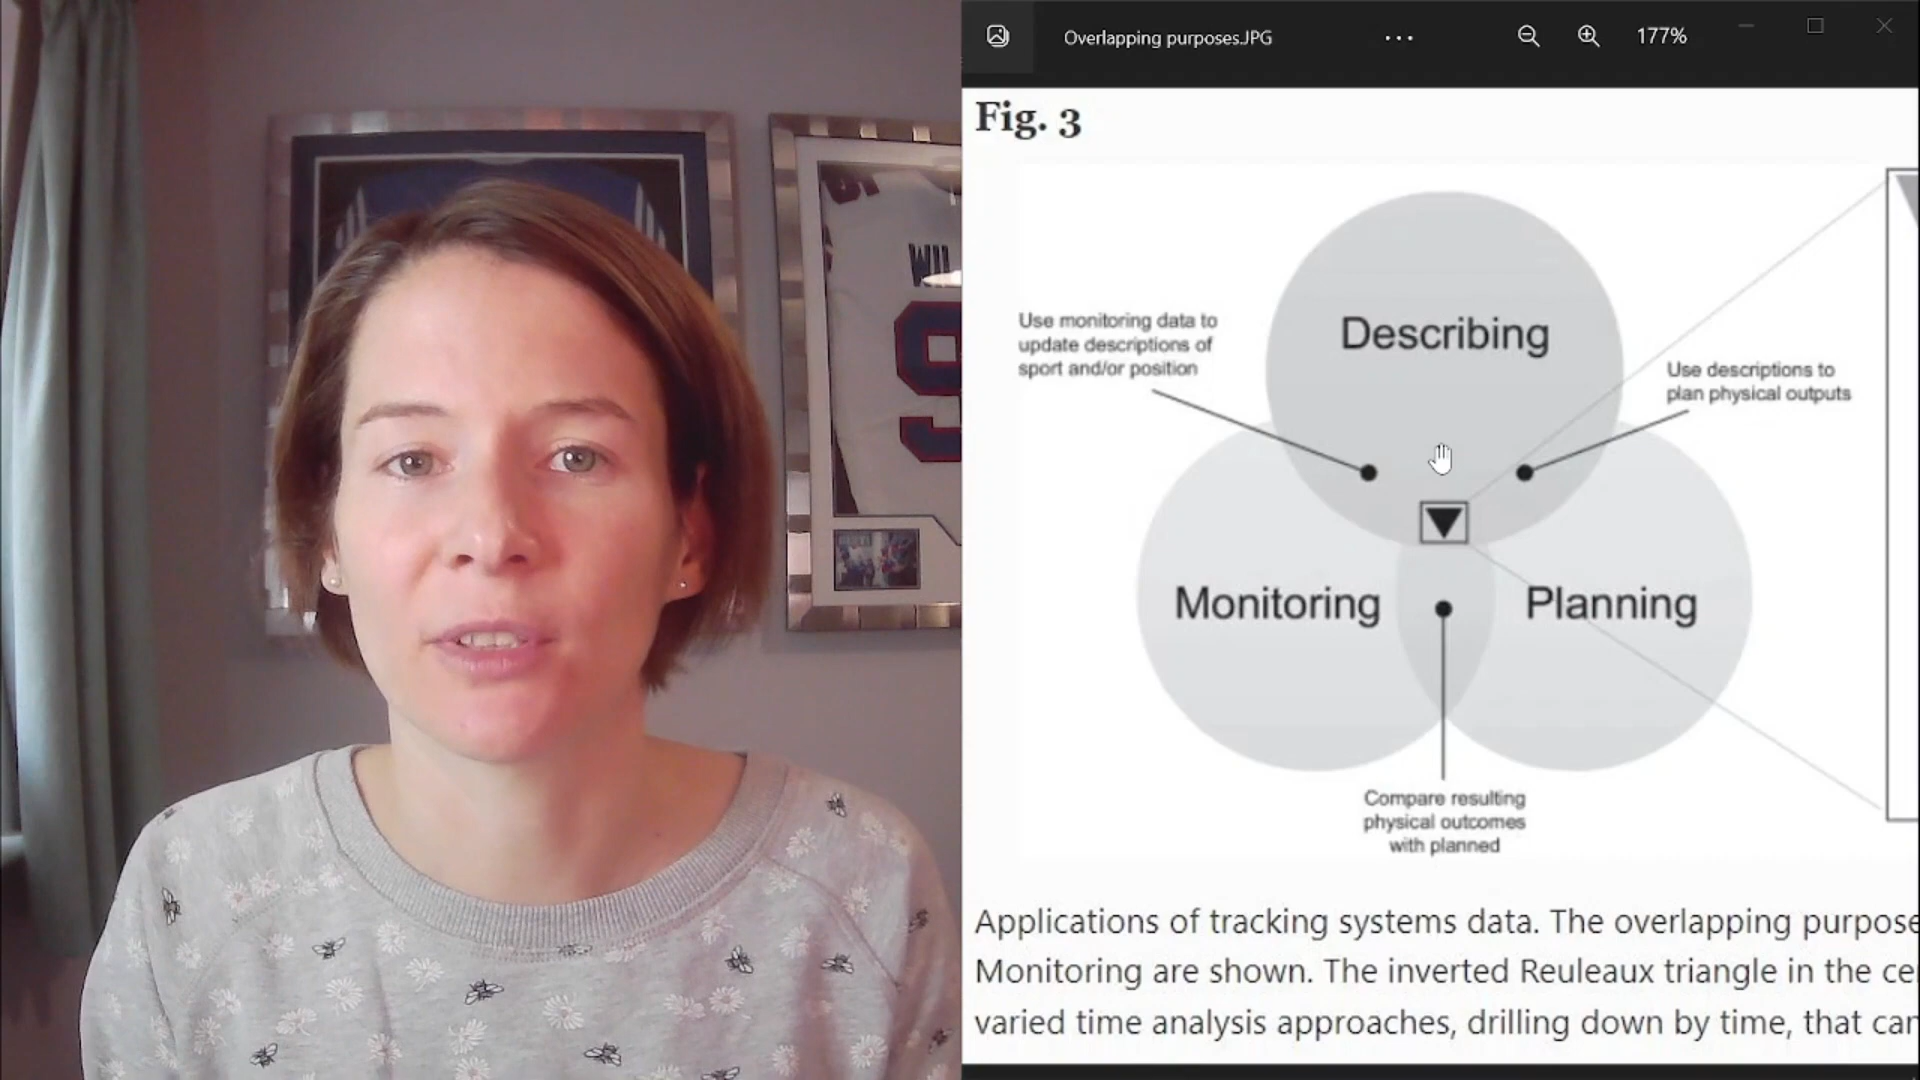 Overlapping purposes.JPG
177%
Fig. 3
Describing
Use monitoring data to
update descriptions of
sport and/or position
Use descriptions to
plan physical outputs
Monitoring
Planning
Compare resulting
physical outcomes
with planned
Applications of tracking systems data. The overlapping purpose
Monitoring are shown. The inverted Reuleaux triangle in the ce
varied time analysis approaches, drilling down by time, that can
WIL
9